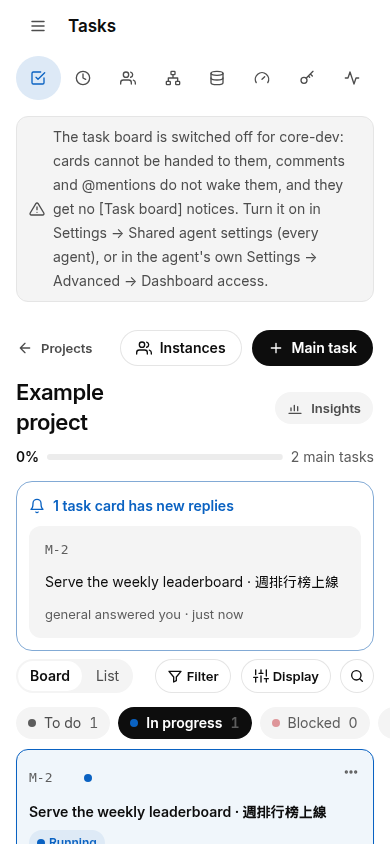 Tasks
The task board is switched off for core-dev:
cards cannot be handed to them, comments
and @mentions do not wake them, and they
get no [Task board] notices. Turn it on in
Settings → Shared agent settings (every
agent), or in the agent's own Settings →
Advanced → Dashboard access.
Projects
Instances
Main task
Example
project
Insights
0%
2 main tasks
1 task card has new replies
M-2
Serve the weekly leaderboard · 週排行榜上線
general answered you · just now
Board
List
Filter
Display
To do 1
In progress 1
Blocked 0
M-2
Serve the weekly leaderboard · 週排行榜上線
Running